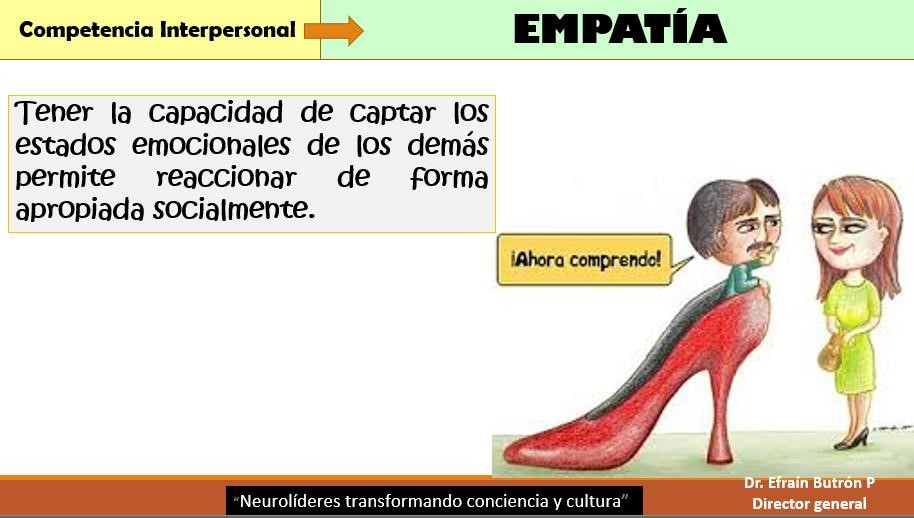 Competencia Interpersonal
EMPATÍA
Tener la capacidad de captar los
estados emocionales de los demás
permite reaccionar de forma
apropiada socialmente.
¡Ahora comprendo!
Dr. Efraín Butrón P
Director general
“Neurolíderes transformando conciencia y cultura”